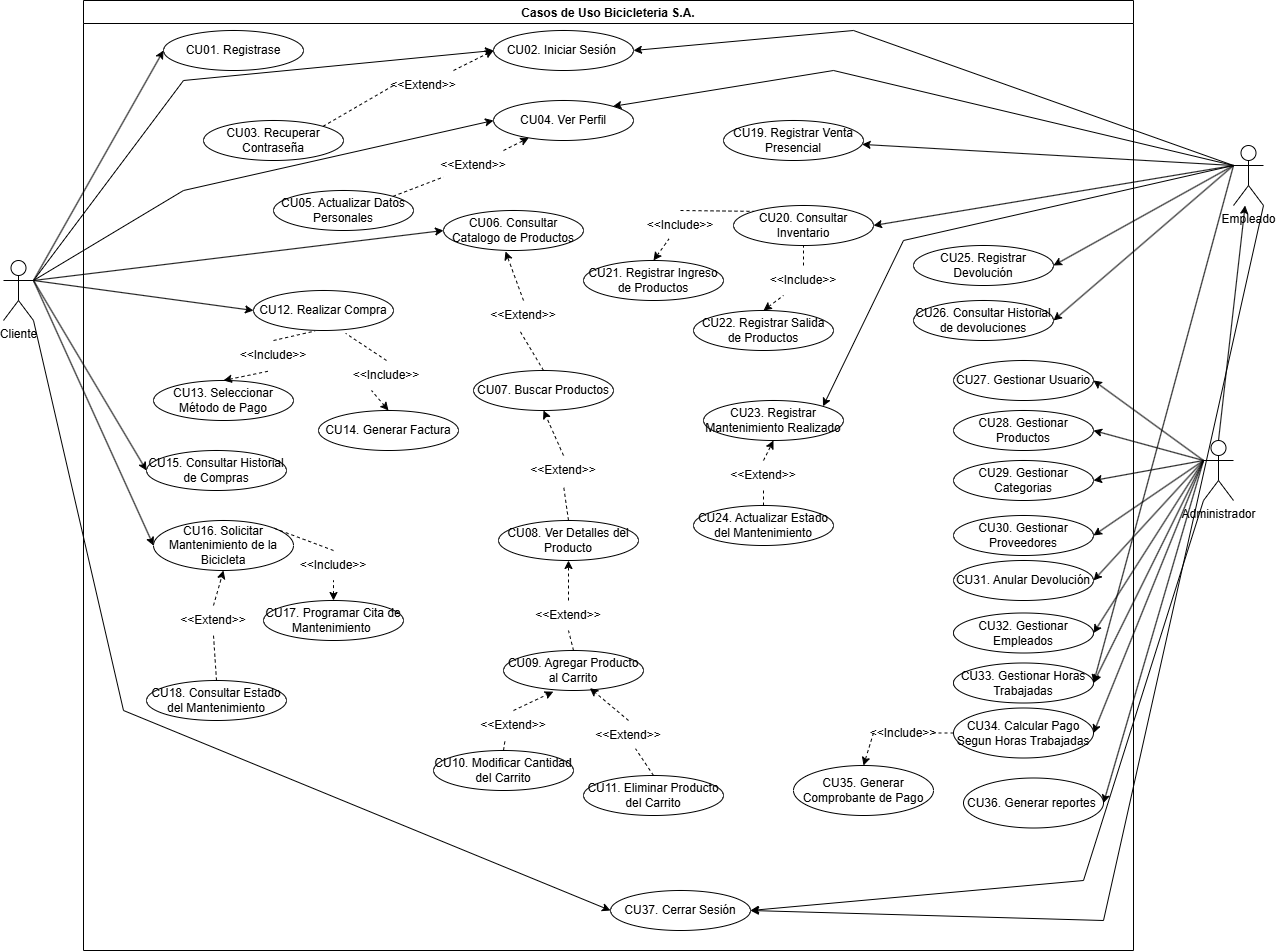 Casos de Uso Bicicleteria S.A.
CU01. Registrase
CU02. Iniciar Sesión
<<Extend>>
CU03. Recuperar
Contraseña
CU04. Ver Perfil
<<Extend>>
CU05. Actualizar Datos
Personales
CU06. Consultar
Catalogo de Productos
CU19. Registrar Venta
Presencial
Empleado
CU20. Consultar
Inventario
<<Include>>
CU21. Registrar Ingreso
de Productos
<<Include>>
CU22. Registrar Salida
de Productos
CU25. Registrar
Devolución
CU26. Consultar Historial
de devoluciones
Cliente
CU12. Realizar Compra
<<Include>>
CU13. Seleccionar
Método de Pago
<<Include>>
CU14. Generar Factura
<<Extend>>
CU07. Buscar Productos
CU23. Registrar
Mantenimiento Realizado
<<Extend>>
CU24. Actualizar Estado
del Mantenimiento
CU27. Gestionar Usuario
CU28. Gestionar
Productos
CU29. Gestionar
Categorias
Administrador
CU30. Gestionar
Proveedores
CU31. Anular Devolución
CU32. Gestionar
Empleados
CU33. Gestionar Horas
Trabajadas
CU34. Calcular Pago
Segun Horas Trabajadas
<<Include>>
CU35. Generar
Comprobante de Pago
CU36. Generar reportes
CU15. Consultar Historial
de Compras
CU16. Solicitar
Mantenimiento de la
Bicicleta
<<Include>>
CU17. Programar Cita de
Mantenimiento
<<Extend>>
CU18. Consultar Estado
del Mantenimiento
<<Extend>>
CU08. Ver Detalles del
Producto
<<Extend>>
CU09. Agregar Producto
al Carrito
<<Extend>>
CU10. Modificar Cantidad
del Carrito
<<Extend>>
CU11. Eliminar Producto
del Carrito
CU37. Cerrar Sesión